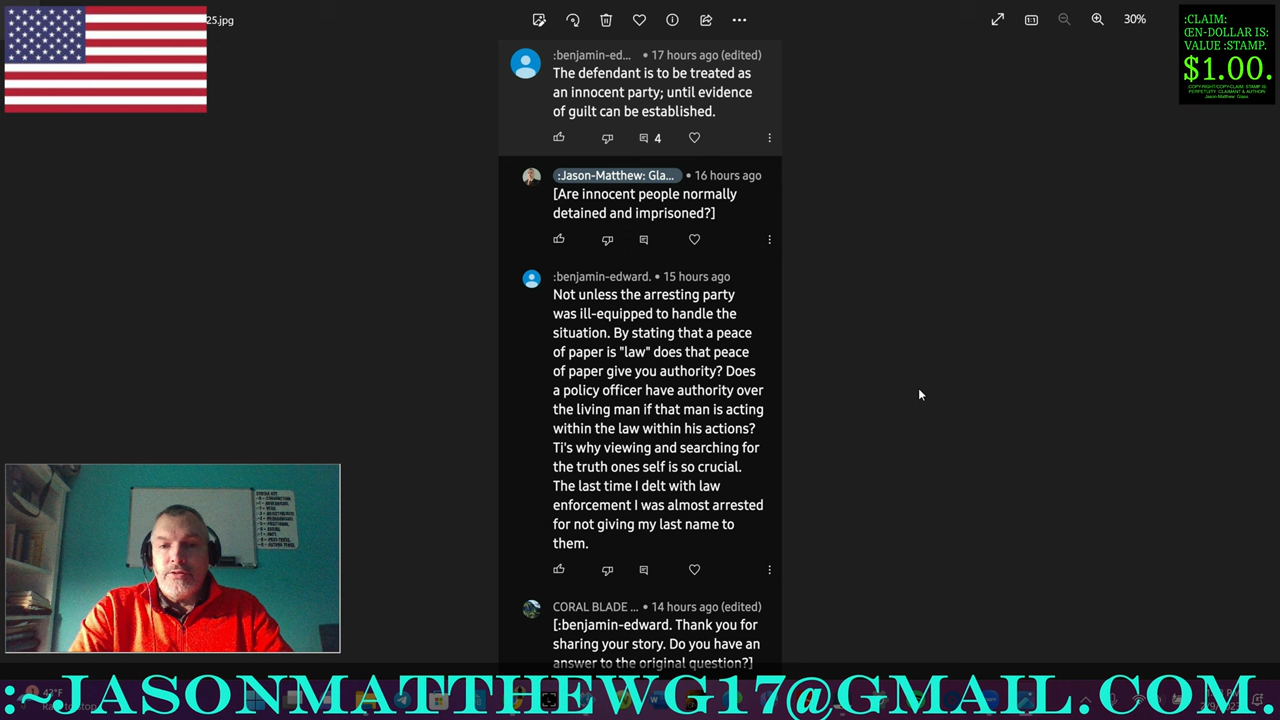 25.jpg
30%
:CLAIM:
ŒN-DOLLAR IS:
VALUE :STAMP.
$1.00.
:benjamin-ed... • 17 hours ago (edited)
The defendant is to be treated as
an innocent party; until evidence
of guilt can be established.
4
:Jason-Matthew: Gla... • 16 hours ago
[Are innocent people normally
detained and imprisoned?]
:benjamin-edward. • 15 hours ago
Not unless the arresting party
was ill-equipped to handle the
situation. By stating that a peace
of paper is "law" does that peace
of paper give you authority? Does
a policy officer have authority over
the living man if that man is acting
within the law within his actions?
Ti's why viewing and searching for
the truth ones self is so crucial.
The last time I delt with law
enforcement I was almost arrested
for not giving my last name to
them.
CORAL BLADE ... • 14 hours ago (edited)
[:benjamin-edward. Thank you for
sharing your story. Do you have an
answer to the original question?]
:~JASONMATTHEWG17@GMAIL.COM.